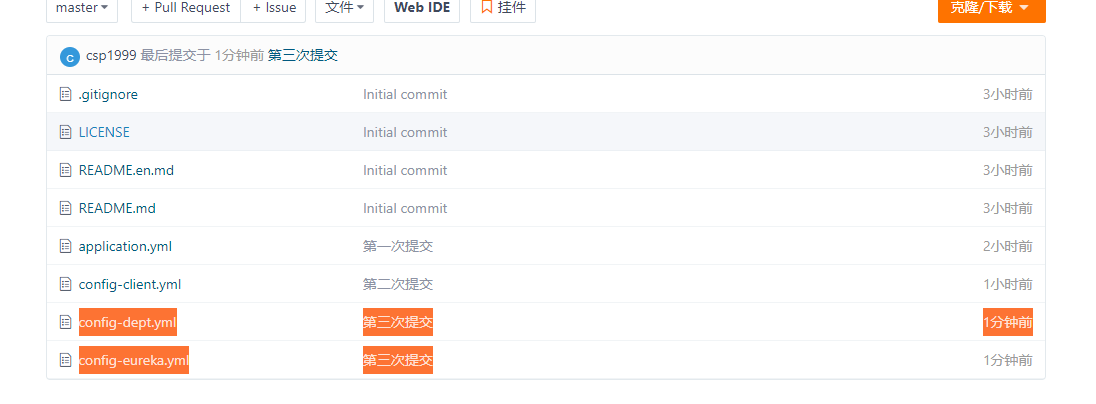 master + Pull Request + Issue 文件 Web IDE 挂件 克隆/下载
C csp1999 最后提交于 1分钟前 第三次提交
.gitignore Initial commit 3小时前
LICENSE Initial commit 3小时前
README.en.md Initial commit 3小时前
README.md Initial commit 3小时前
application.yml 第一次提交 2小时前
config-client.yml 第二次提交 1小时前
config-dept.yml 第三次提交 1分钟前
config-eureka.yml 第三次提交 1分钟前